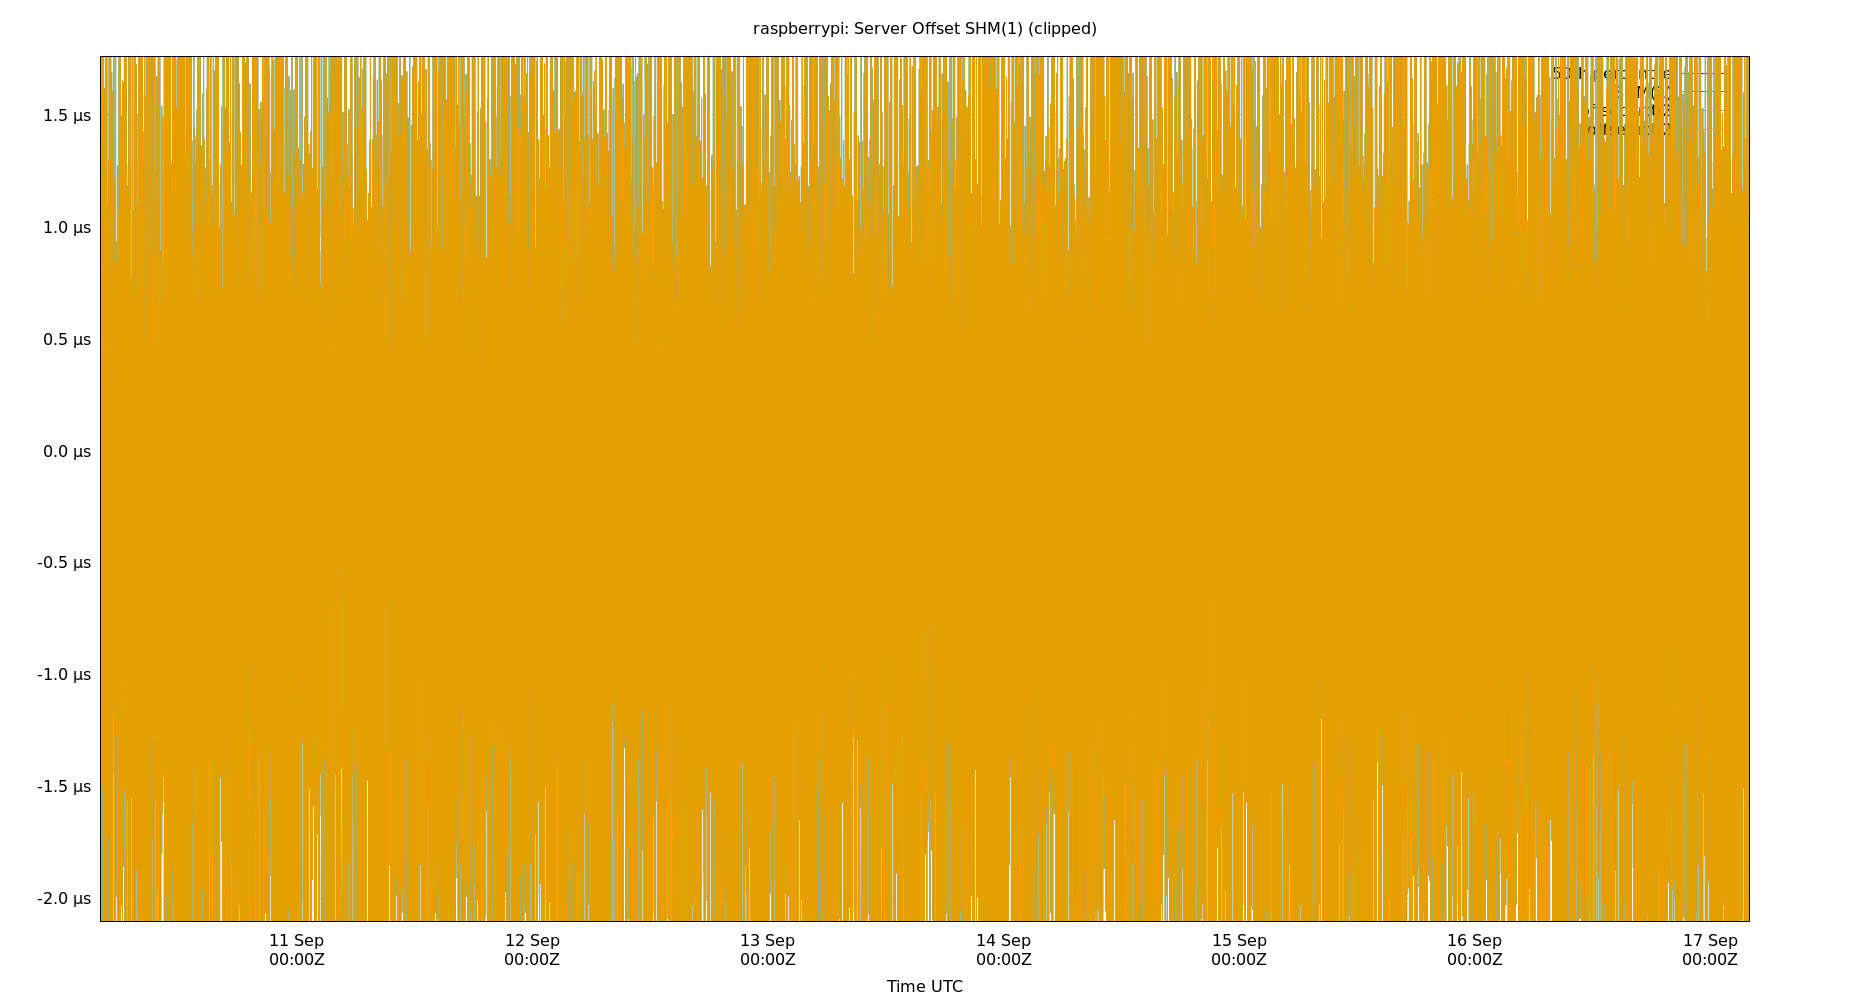 raspberrypi: Server Offset SHM(1) (clipped)
1.5 μs
1.0 μs
0.5 μs
0.0 μs
-0.5 μs
-1.0 μs
-1.5 μs
-2.0 μs
11 Sep 12 Sep 13 Sep 14 Sep 15 Sep 16 Sep 17 Sep
00:00Z 00:00Z 00:00Z 00:00Z 00:00Z 00:00Z 00:00Z
Time UTC